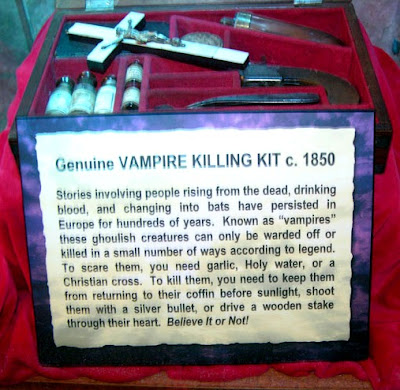 Genuine VAMPIRE KILLING KIT c. 1850
Stories involving people rising from the dead, drinking
blood, and changing into bats have persisted in
Europe for hundreds of years. Known as “vampires”
these ghoulish creatures can only be warded off or
killed in a small number of ways according to legend.
To scare them, you need garlic, Holy water, or a
Christian cross. To kill them, you need to keep them
from returning to their coffin before sunlight, shoot
them with a silver bullet, or drive a wooden stake
through their heart. Believe It or Not!